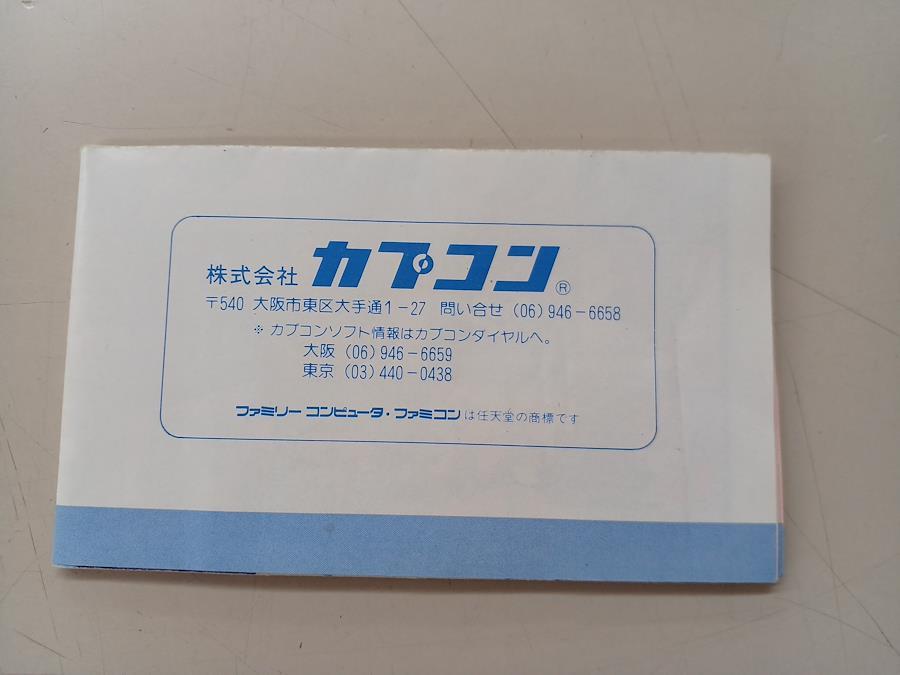 株式会社 カプコン®
〒540 大阪市東区大手通1-27 問い合せ (06)946-6658
※ カプコンソフト情報はカプコンダイヤルへ。
大阪 (06)946-6659
東京 (03)440-0438
ファミリー コンピュータ・ファミコンは任天堂の商標です